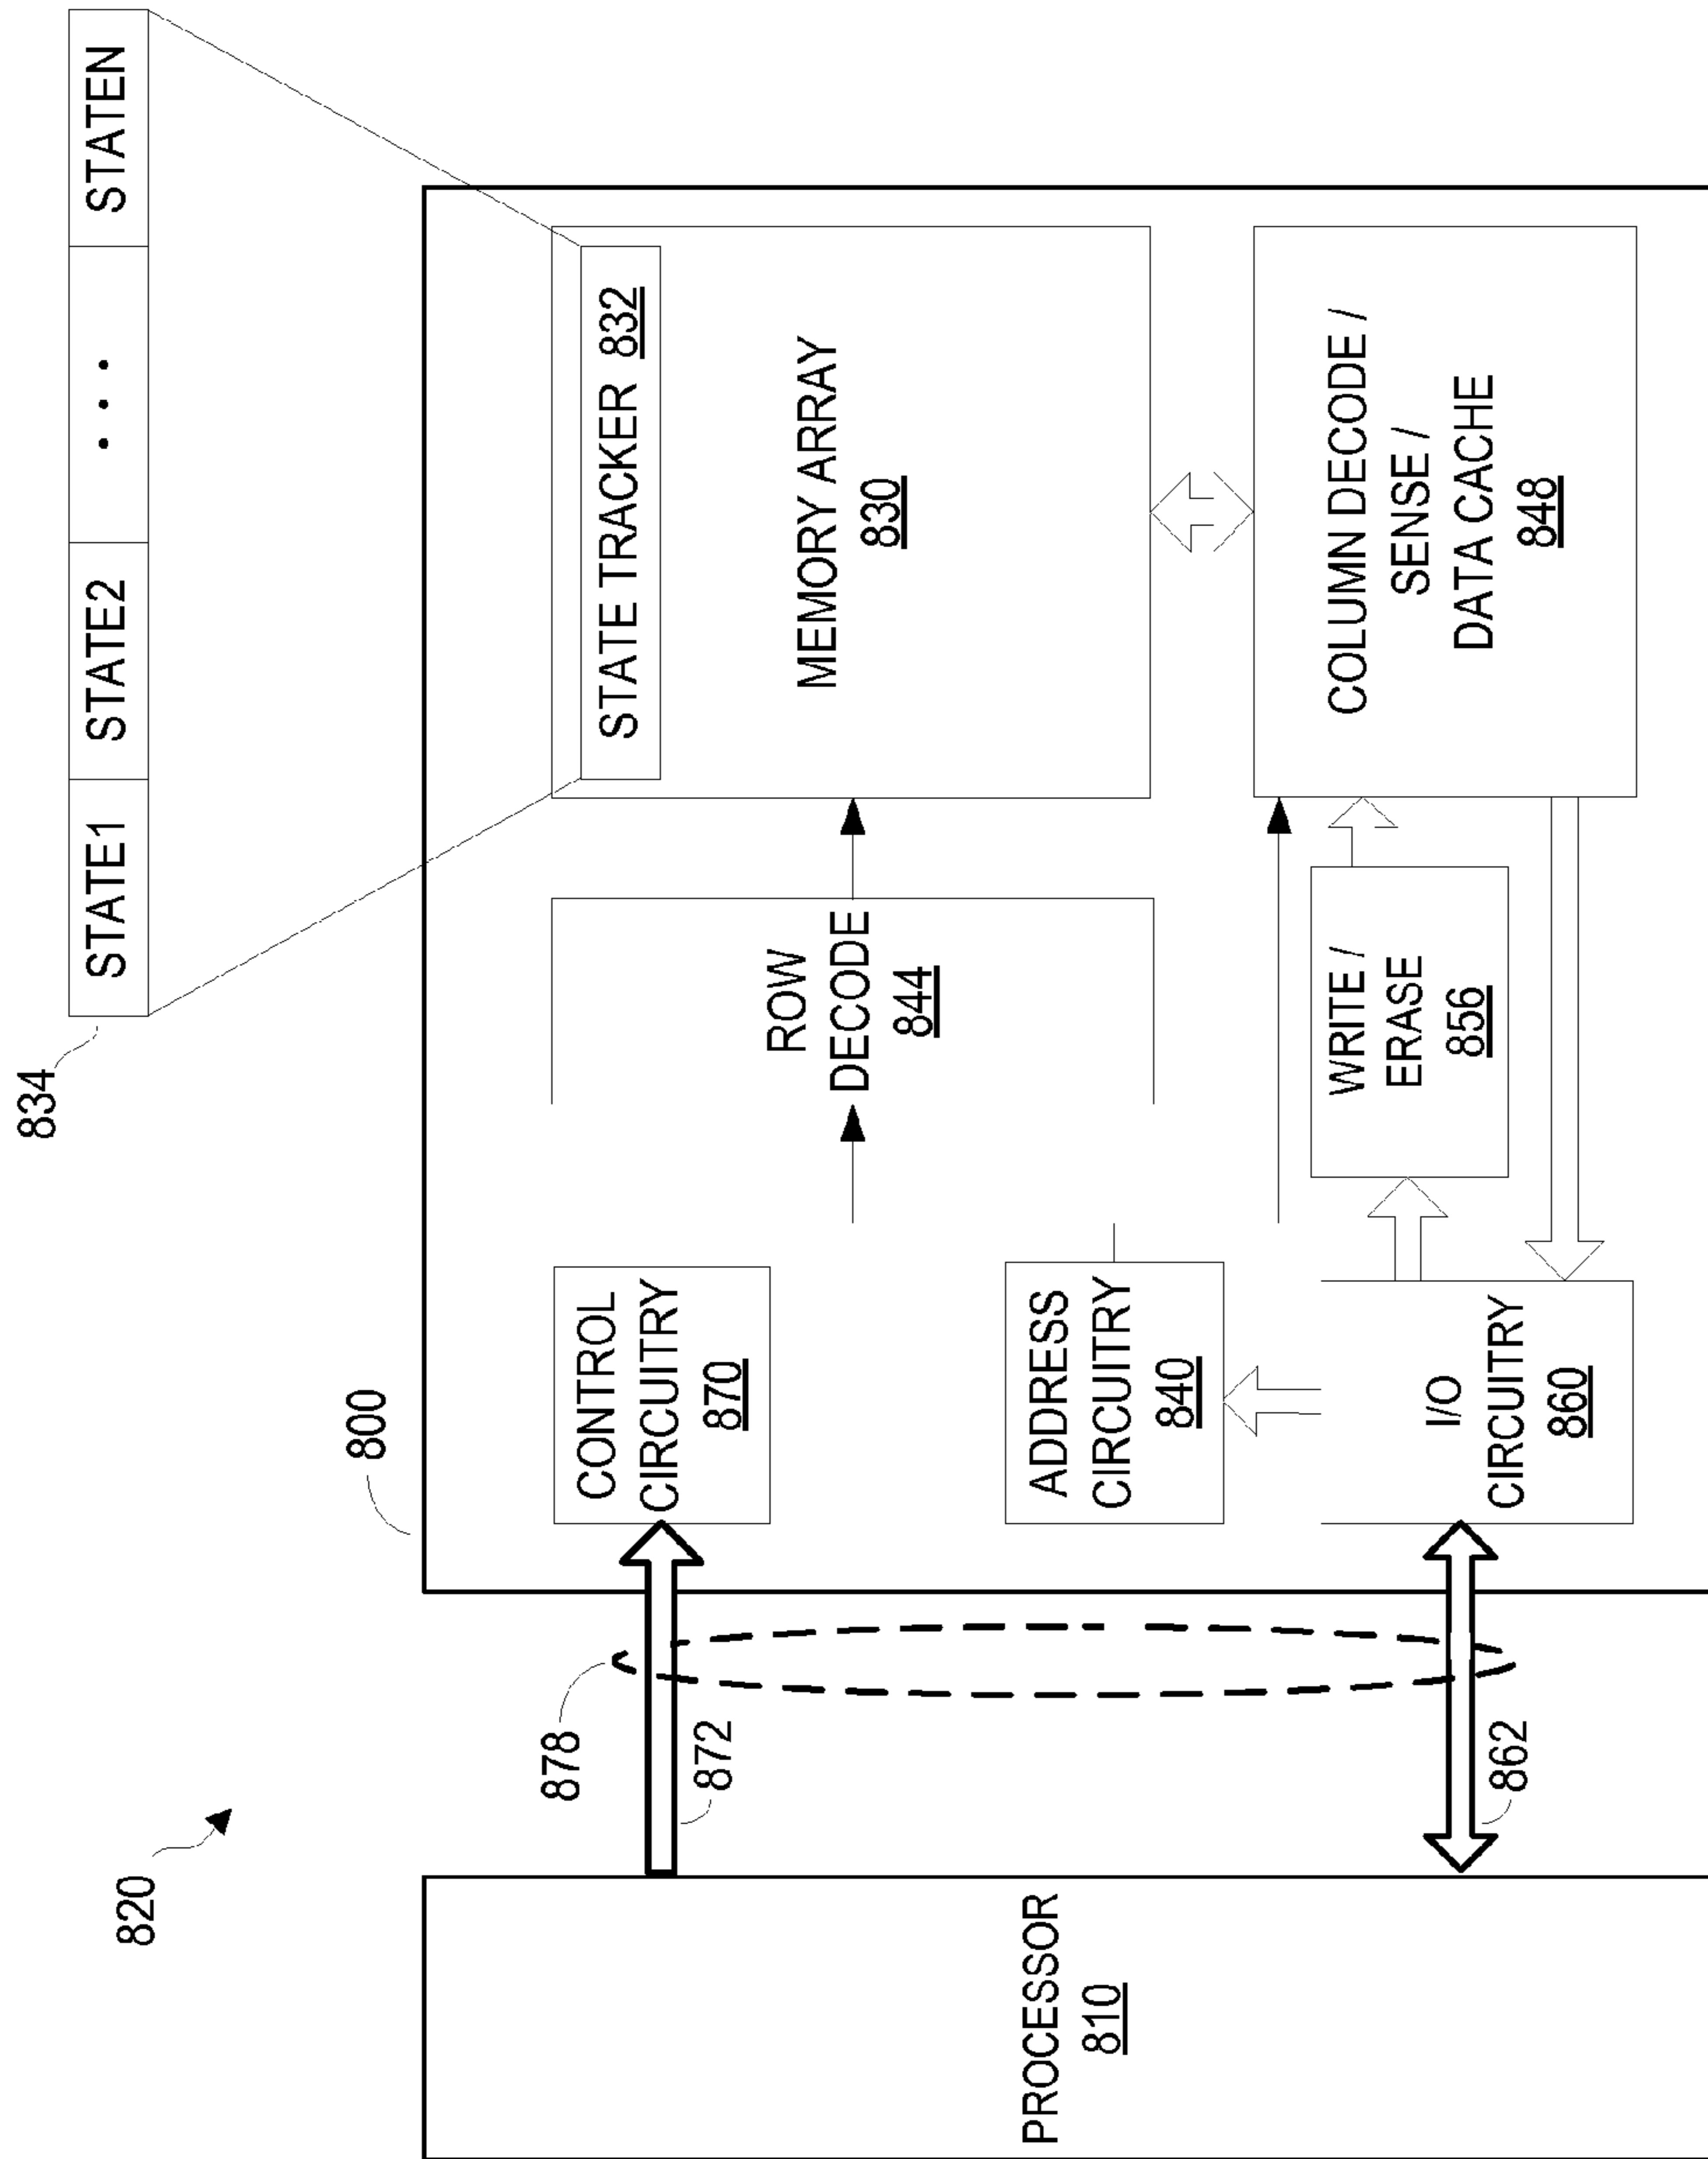 834
STATE1 STATE2 • • • STATEN
820
800
878
872
862
PROCESSOR
810
CONTROL
CIRCUITRY
870
ROW
DECODE
844
STATE TRACKER 832
MEMORY ARRAY
830
ADDRESS
CIRCUITRY
840
I/O
CIRCUITRY
860
WRITE /
ERASE
856
COLUMN DECODE /
SENSE /
DATA CACHE
848